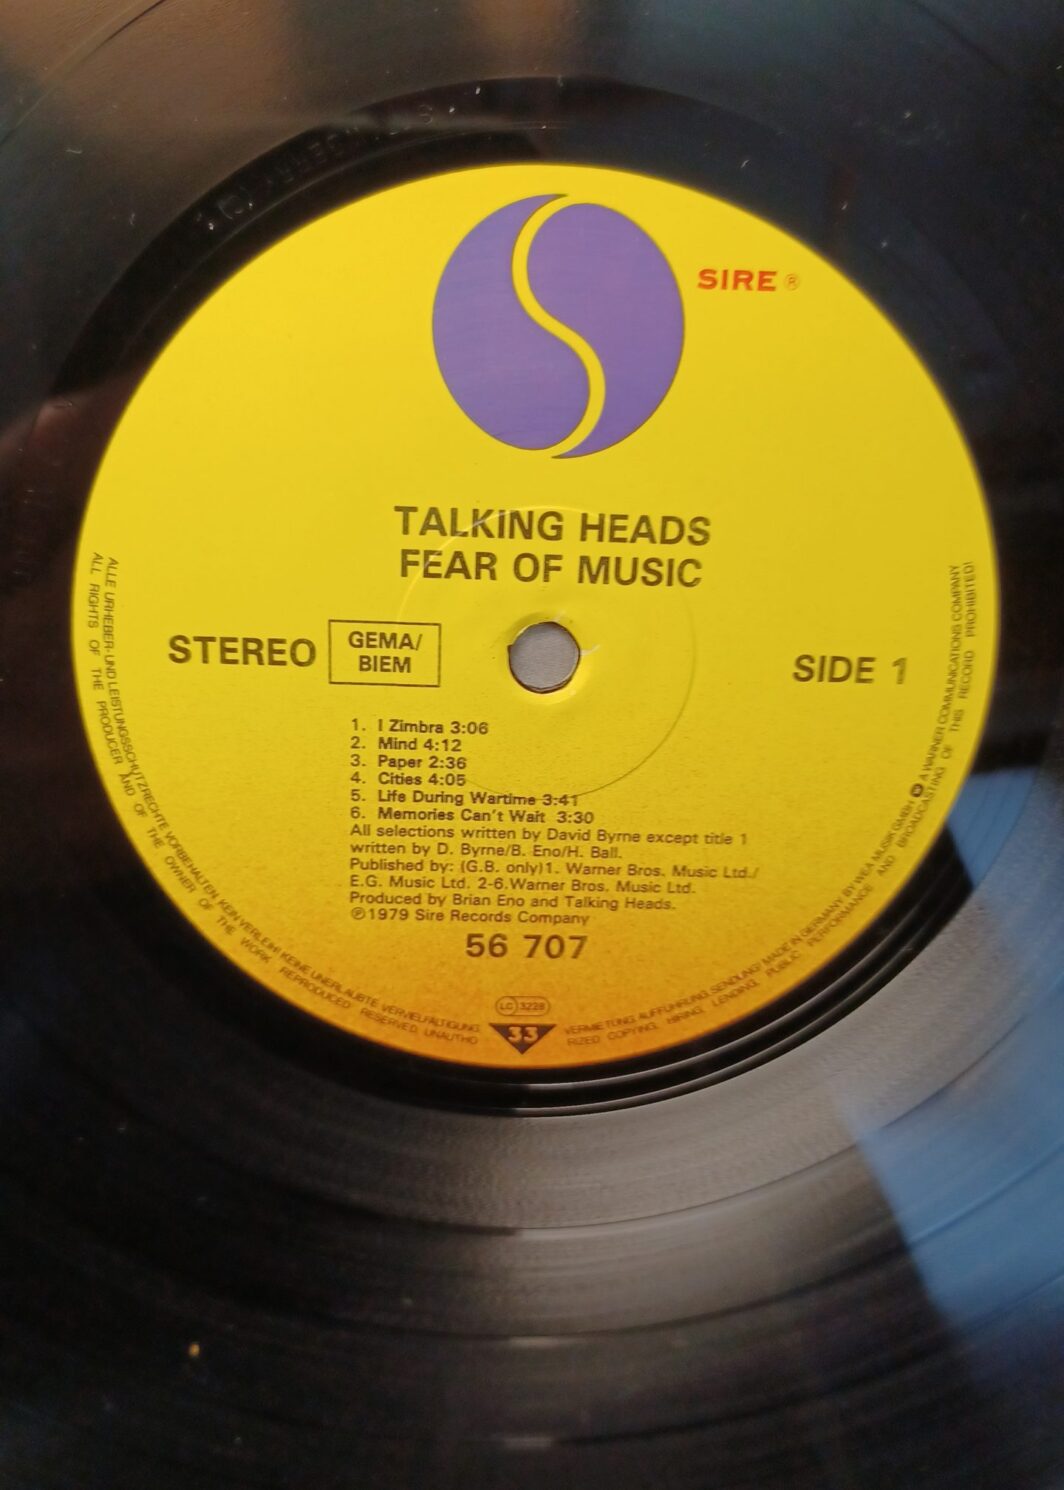 SIRE ®
TALKING HEADS
FEAR OF MUSIC
STEREO
GEMA/
BIEM
SIDE 1
1. I Zimbra 3:06
2. Mind 4:12
3. Paper 2:36
4. Cities 4:05
5. Life During Wartime 3:41
6. Memories Can't Wait 3:30
All selections written by David Byrne except title 1
written by D. Byrne/B. Eno/H. Ball.
Published by: (G.B. only)1. Warner Bros. Music Ltd./
E.G. Music Ltd. 2-6.Warner Bros. Music Ltd.
Produced by Brian Eno and Talking Heads.
℗1979 Sire Records Company
56 707
LC 3228
33
ALLE URHEBER- UND LEISTUNGSSCHUTZRECHTE VORBEHALTEN. KEIN VERLEIH! KEINE UNERLAUBTE VERVIELFÄLTIGUNG, VERMIETUNG, AUFFÜHRUNG, SENDUNG! MADE IN GERMANY BY WEA MUSIK GMBH A WARNER COMMUNICATIONS COMPANY
ALL RIGHTS OF THE PRODUCER AND OF THE OWNER OF THE WORK REPRODUCED RESERVED. UNAUTHORIZED COPYING, HIRING, LENDING, PUBLIC PERFORMANCE AND BROADCASTING OF THIS RECORD PROHIBITED!